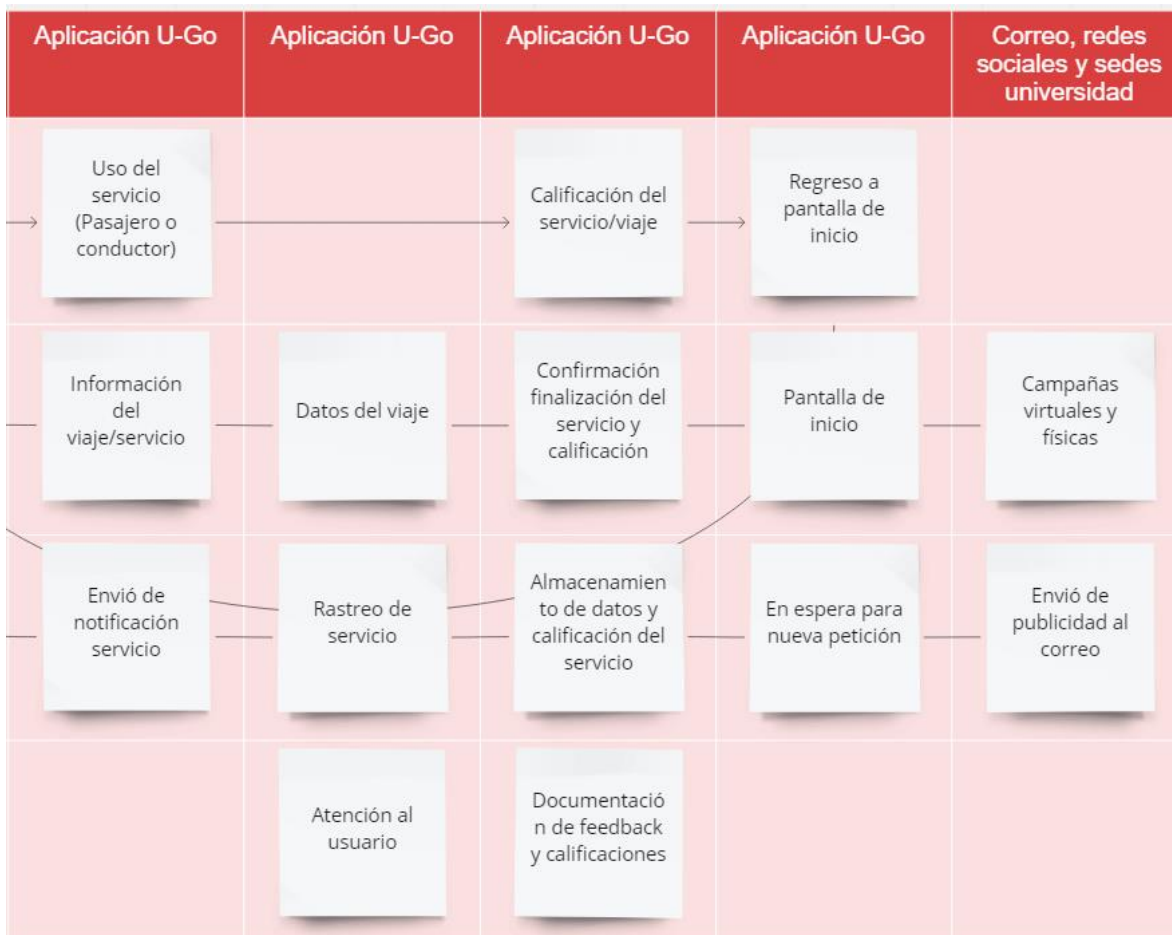 Aplicación U-Go
Aplicación U-Go
Aplicación U-Go
Aplicación U-Go
Correo, redes
sociales y sedes
universidad
Uso del
servicio
(Pasajero o
conductor)
Calificación del
servicio/viaje
Regreso a
pantalla de
inicio
Información
del
viaje/servicio
Datos del viaje
Confirmación
finalización del
servicio y
calificación
Pantalla de
inicio
Campañas
virtuales y
físicas
Envió de
notificación
servicio
Rastreo de
servicio
Almacenamien
to de datos y
calificación del
servicio
En espera para
nueva petición
Envió de
publicidad al
correo
Atención al
usuario
Documentació
n de feedback
y calificaciones